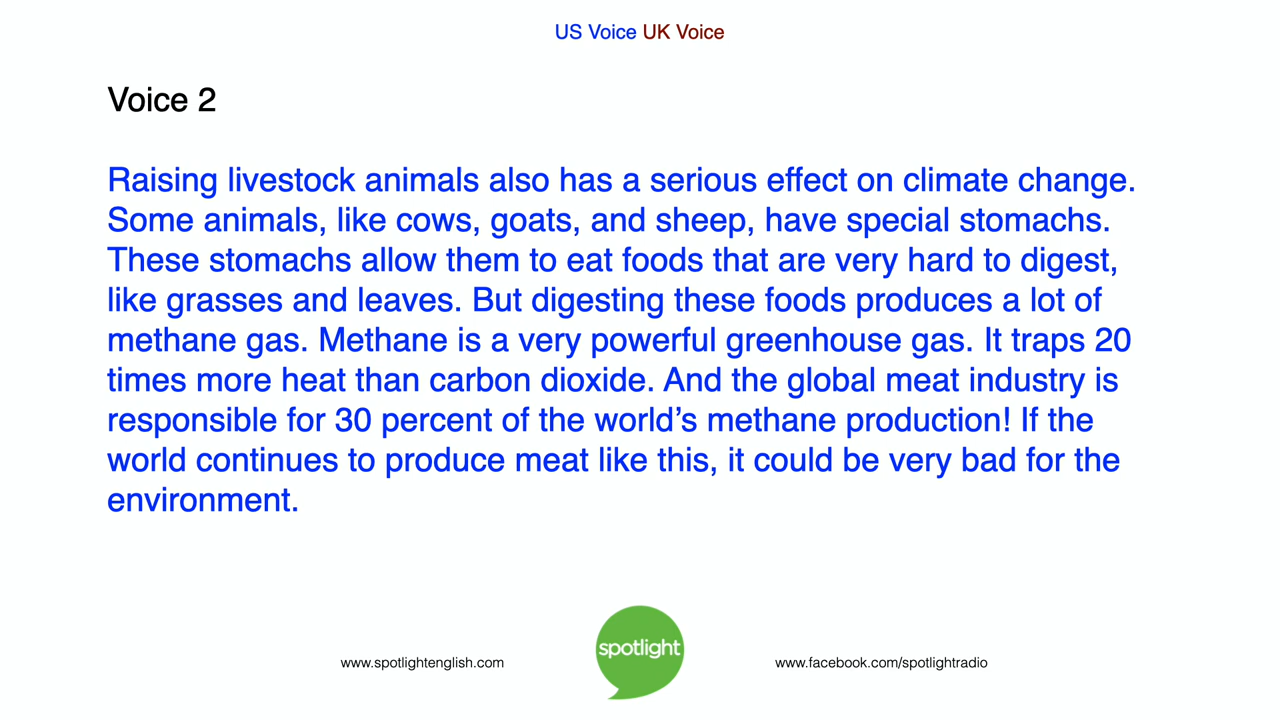 US Voice UK Voice
Voice 2
Raising livestock animals also has a serious effect on climate change.
Some animals, like cows, goats, and sheep, have special stomachs.
These stomachs allow them to eat foods that are very hard to digest,
like grasses and leaves. But digesting these foods produces a lot of
methane gas. Methane is a very powerful greenhouse gas. It traps 20
times more heat than carbon dioxide. And the global meat industry is
responsible for 30 percent of the world’s methane production! If the
world continues to produce meat like this, it could be very bad for the
environment.
spotlight
www.spotlightenglish.com
www.facebook.com/spotlightradio